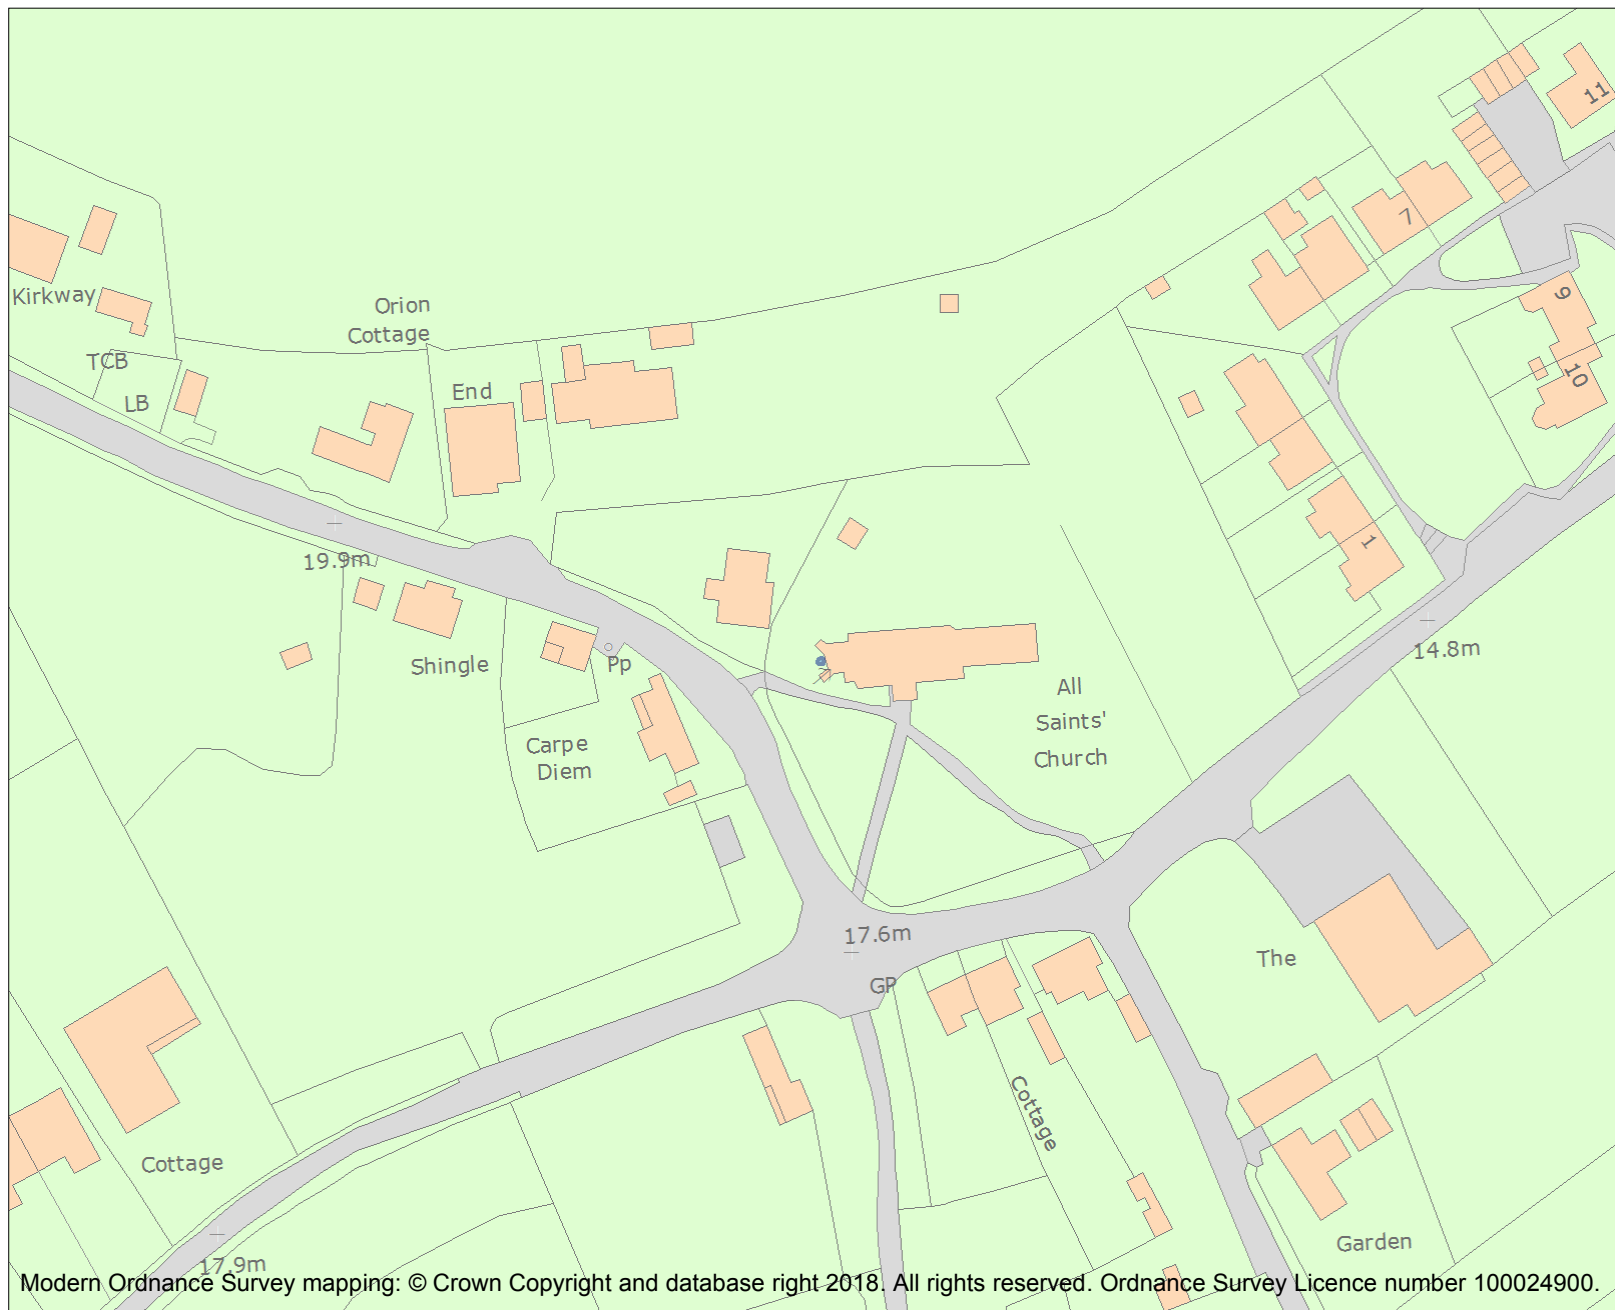 11
7
Kirkway
9
Orion
Cottage
TCB
10
End
LB
1
19.9m
14.8m
Shingle
Pp
All
Saints'
Church
Carpe
Diem
17.6m
The
GP
Cottage
Cottage
Garden
17.9m
Modern Ordnance Survey mapping: © Crown Copyright and database right 2018. All rights reserved. Ordnance Survey Licence number 100024900.